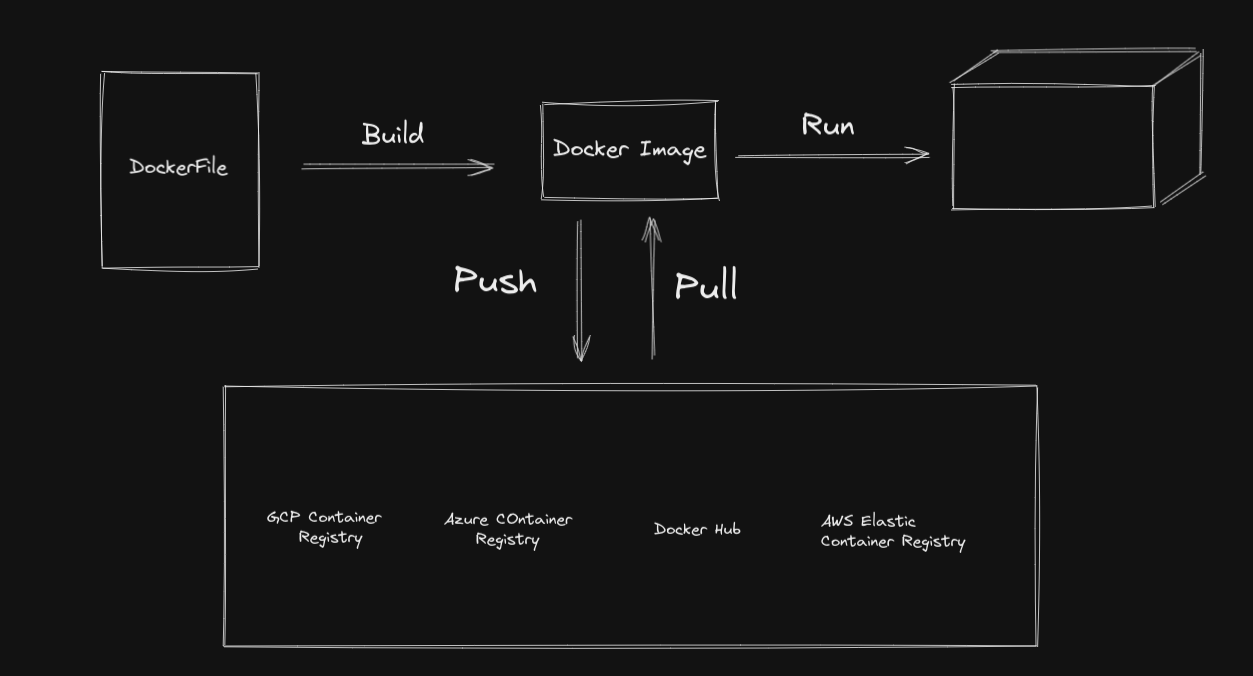 DockerFile
Build
Docker Image
Run
Push
Pull
GCP Container
Registry
Azure COntainer
Registry
Docker Hub
AWS Elastic
Container Registry